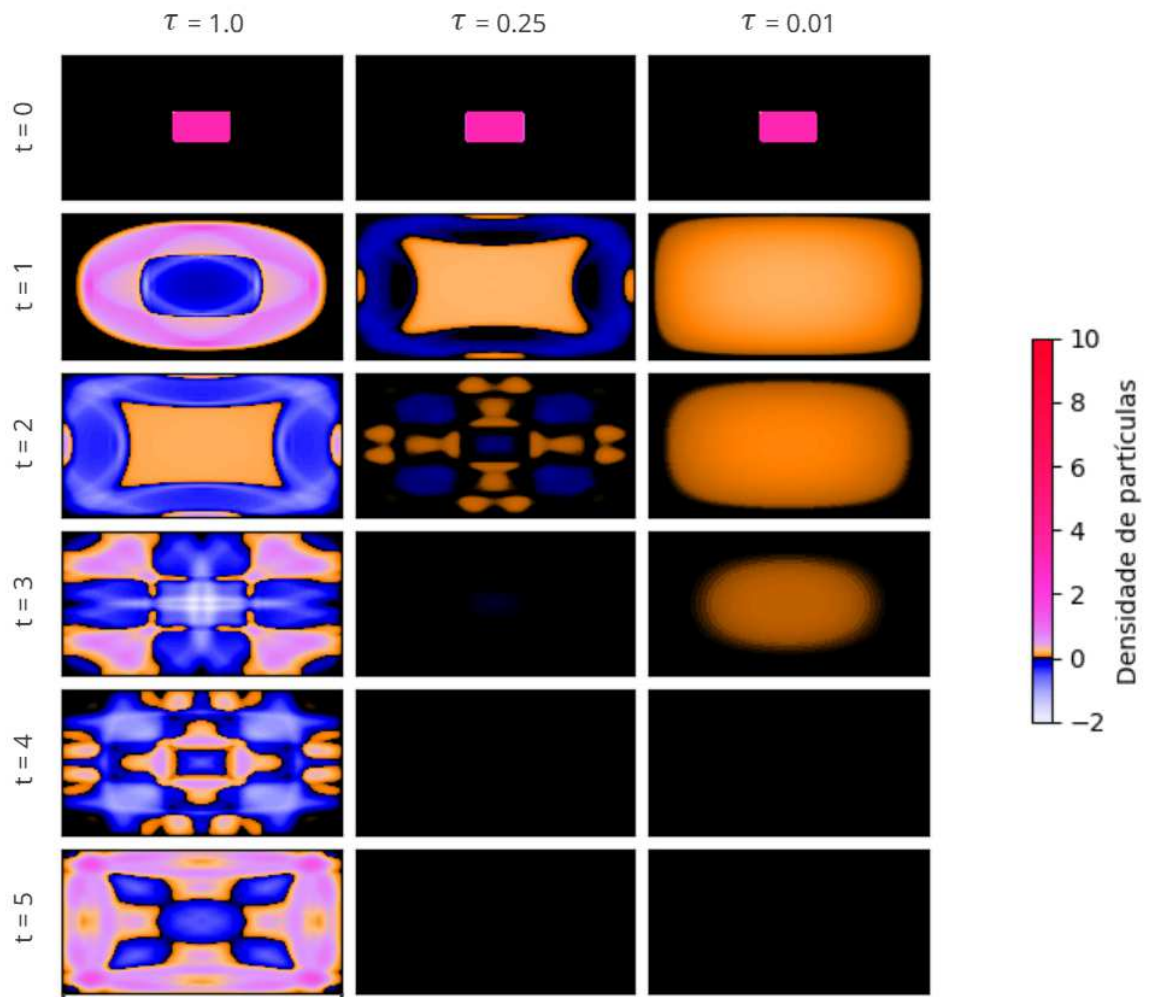 τ = 1.0
τ = 0.25
τ = 0.01
t = 0
t = 1
t = 2
t = 3
t = 4
t = 5
10
8
6
4
2
0
−2
Densidade de partículas